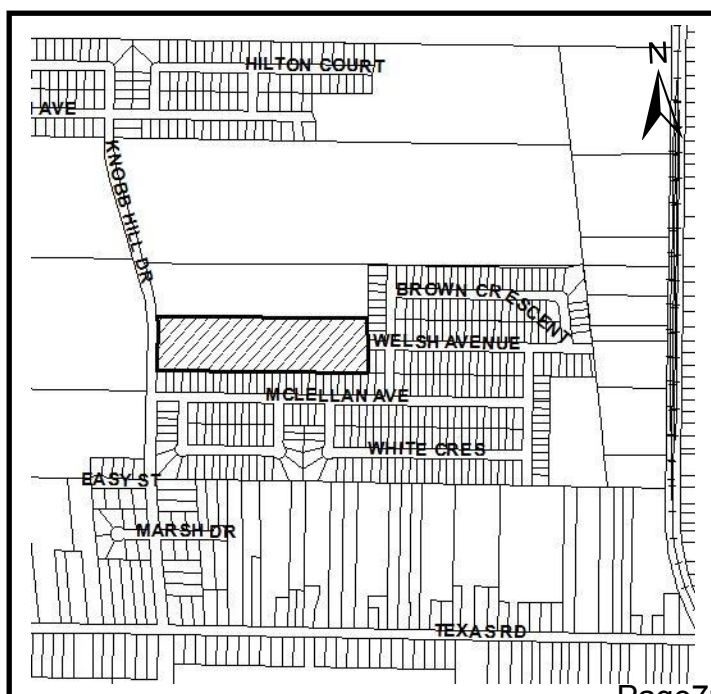 HILTON COURT
N
AVE
KNOBB HILL DR
BROWN CRESCENT
WELSH AVENUE
MCLELLAN AVE
WHITE CRES
EASY ST
MARSH DR
TEXAS RD
Page7